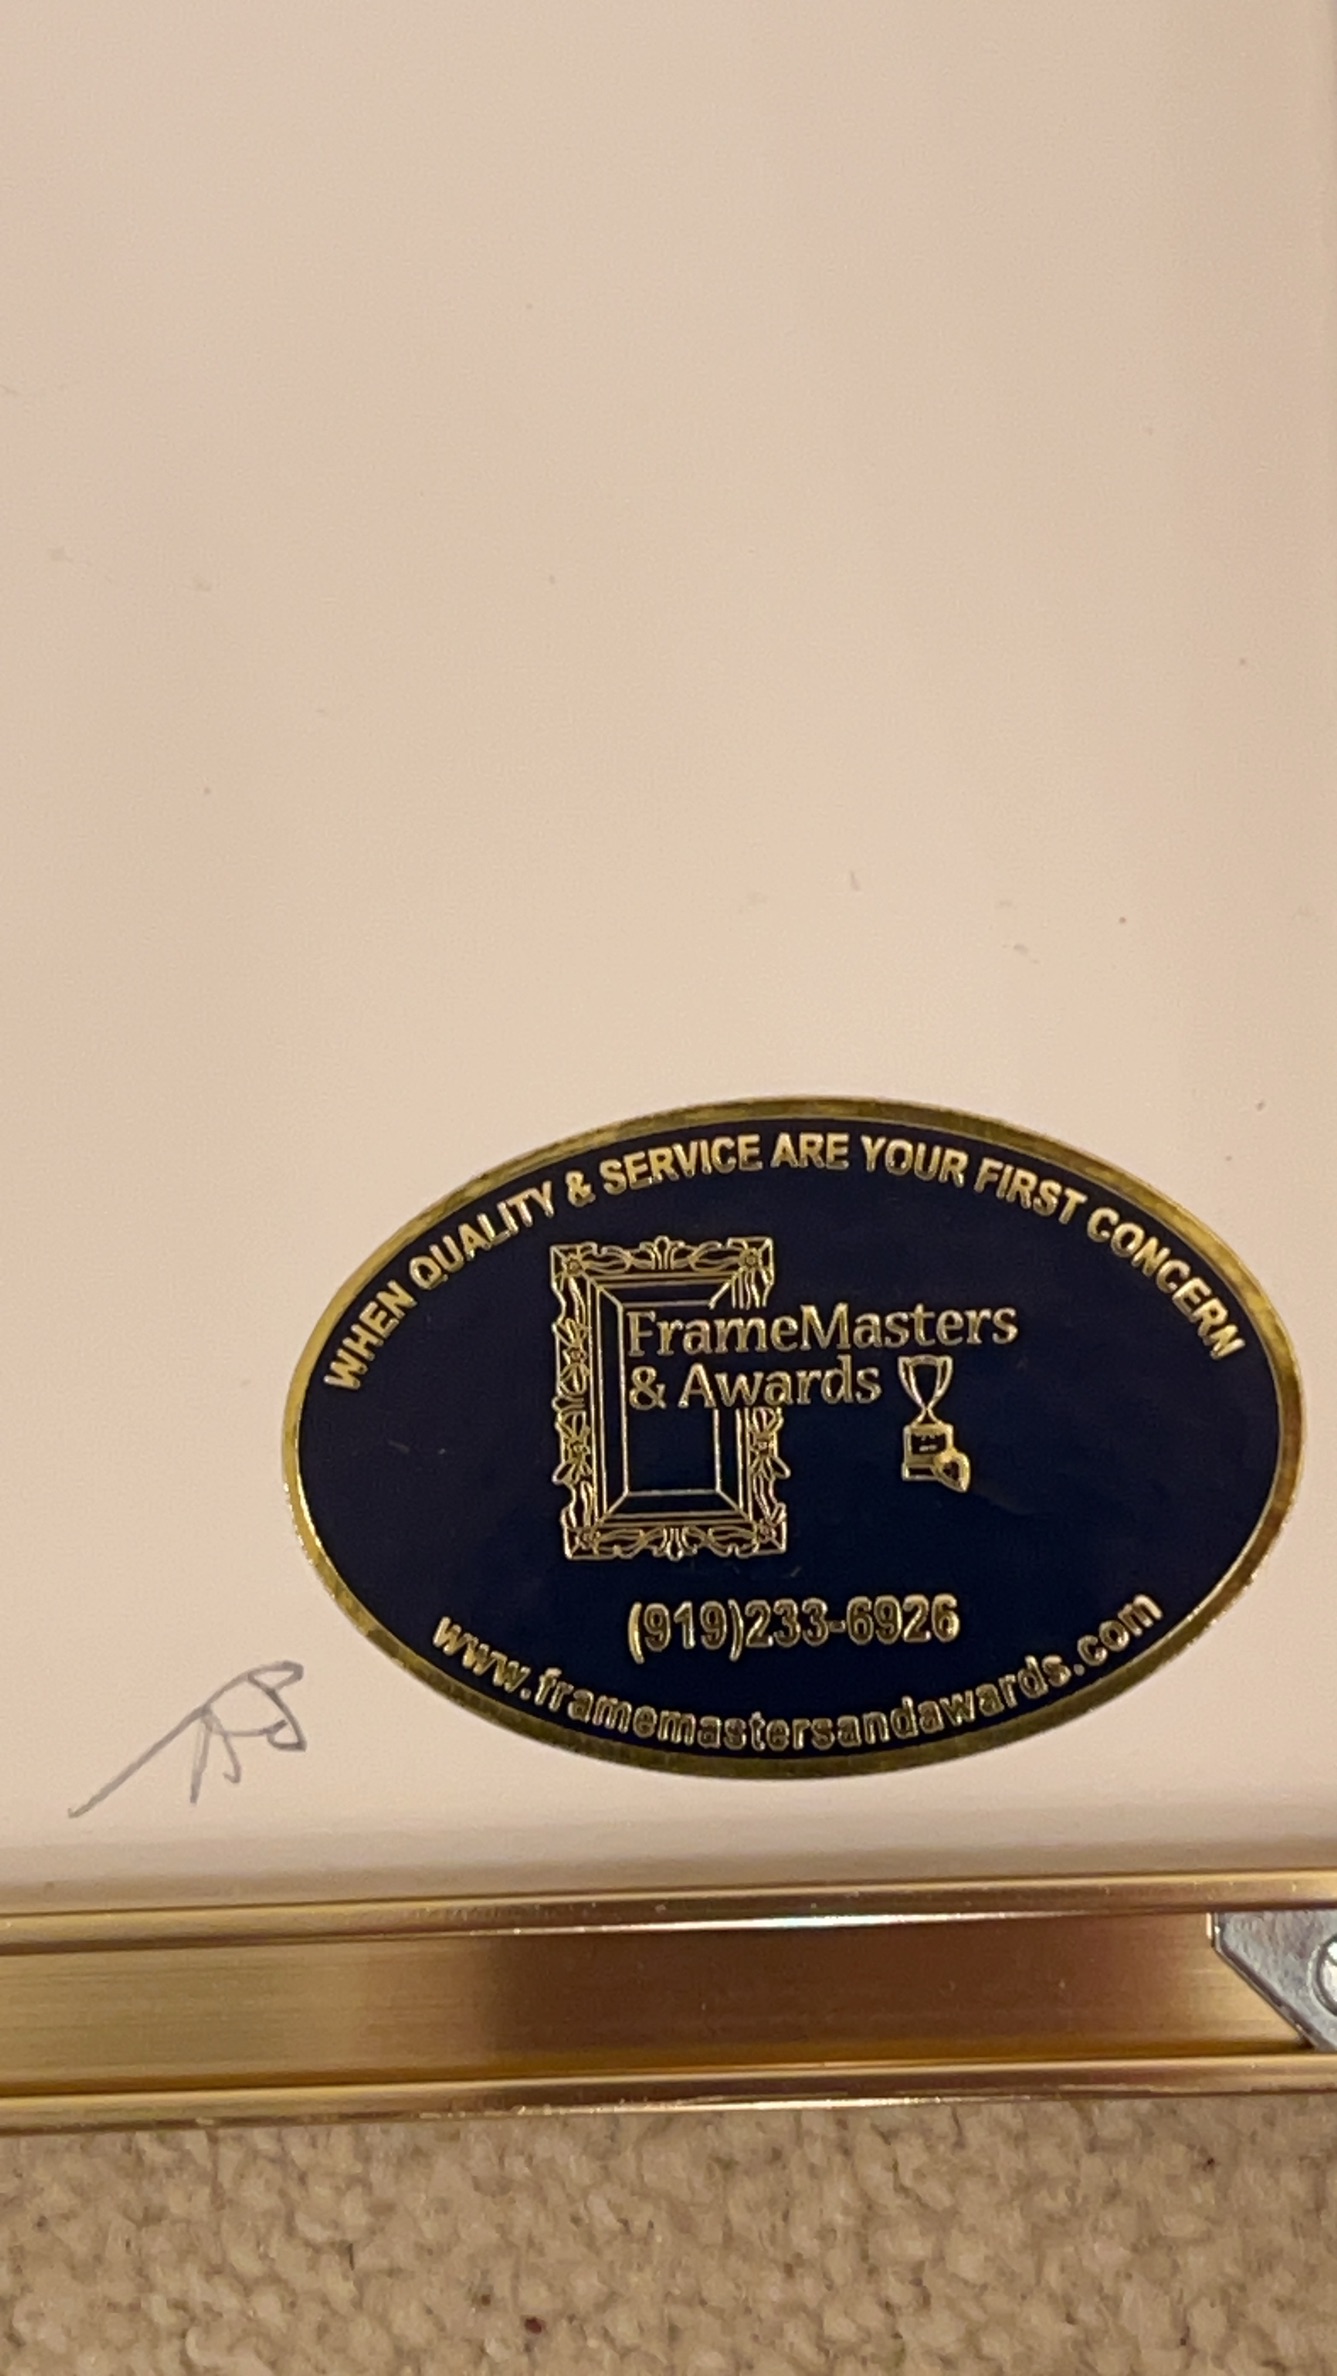 WHEN QUALITY & SERVICE ARE YOUR FIRST CONCERN
FrameMasters
& Awards
(919)233-6926
www.framemastersandawards.com